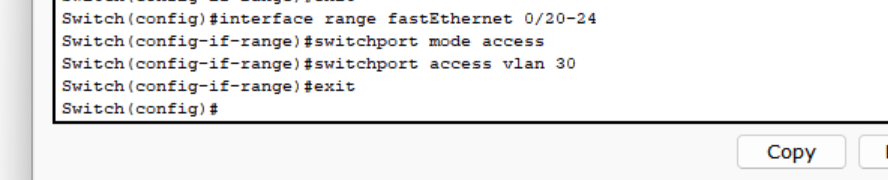 Switch(config)#interface range fastEthernet 0/20-24
Switch(config-if-range)#switchport mode access
Switch(config-if-range)#switchport access vlan 30
Switch(config-if-range)#exit
Switch(config)#
Copy